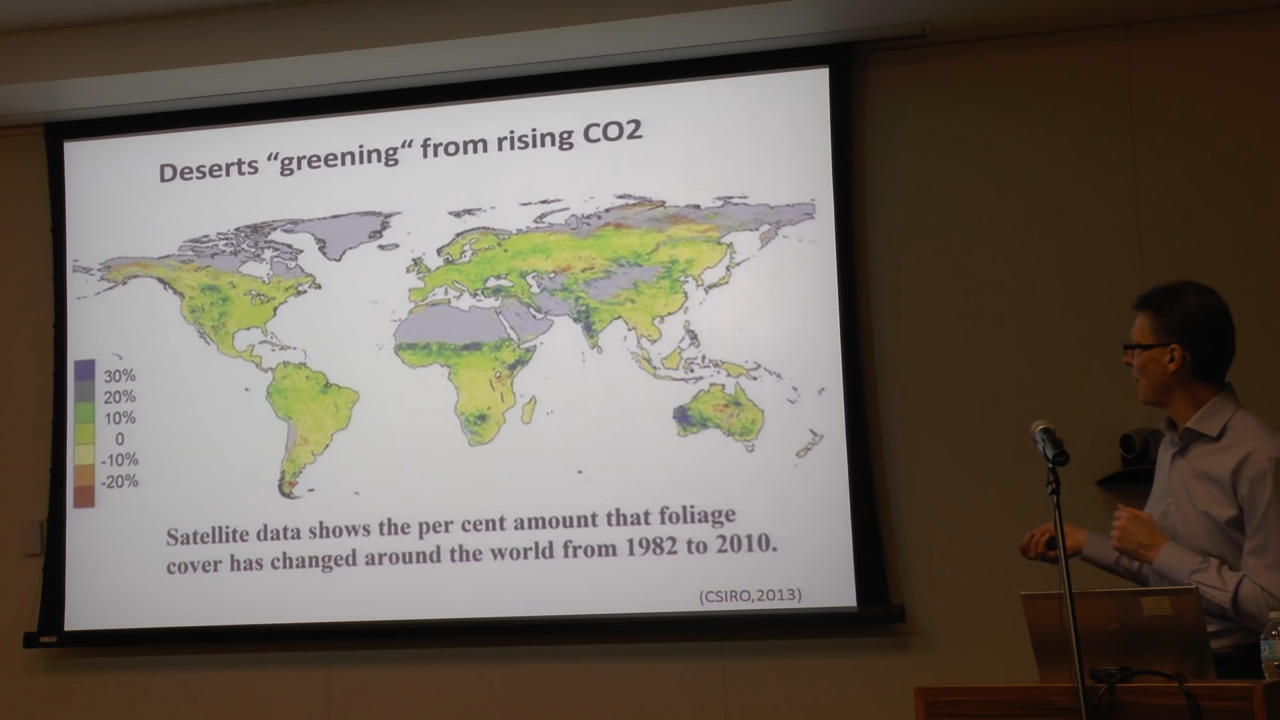 Deserts “greening“ from rising CO2
30%
20%
10%
0
-10%
-20%
Satellite data shows the per cent amount that foliage
cover has changed around the world from 1982 to 2010.
(CSIRO,2013)